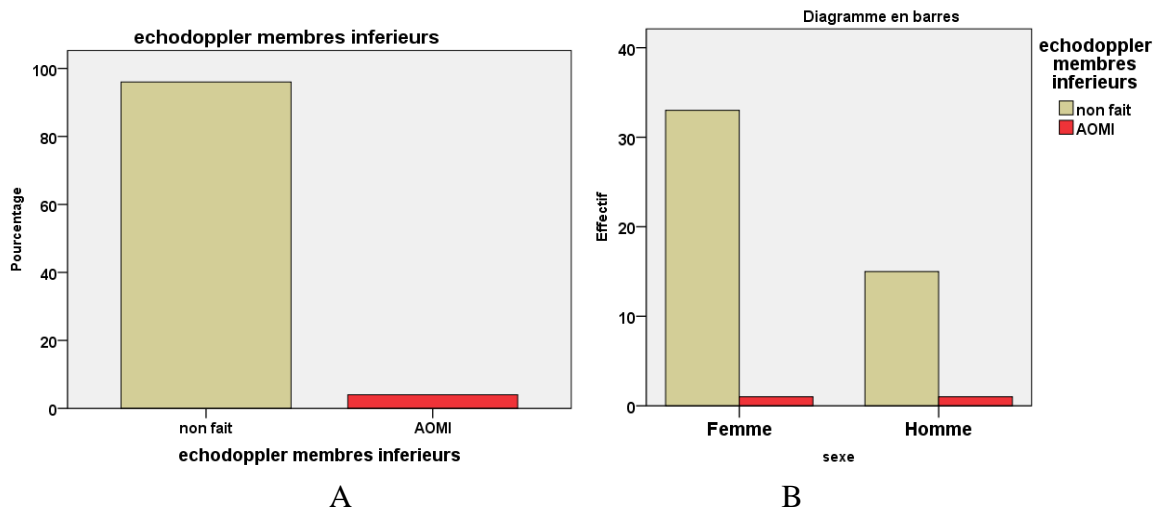 echodoppler membres inferieurs
Pourcentage
100
80
60
40
20
0
non fait
AOMI
echodoppler membres inferieurs
A
Diagramme en barres
Effectif
40
30
20
10
0
Femme
Homme
sexe
echodoppler
membres
inferieurs
non fait
AOMI
B